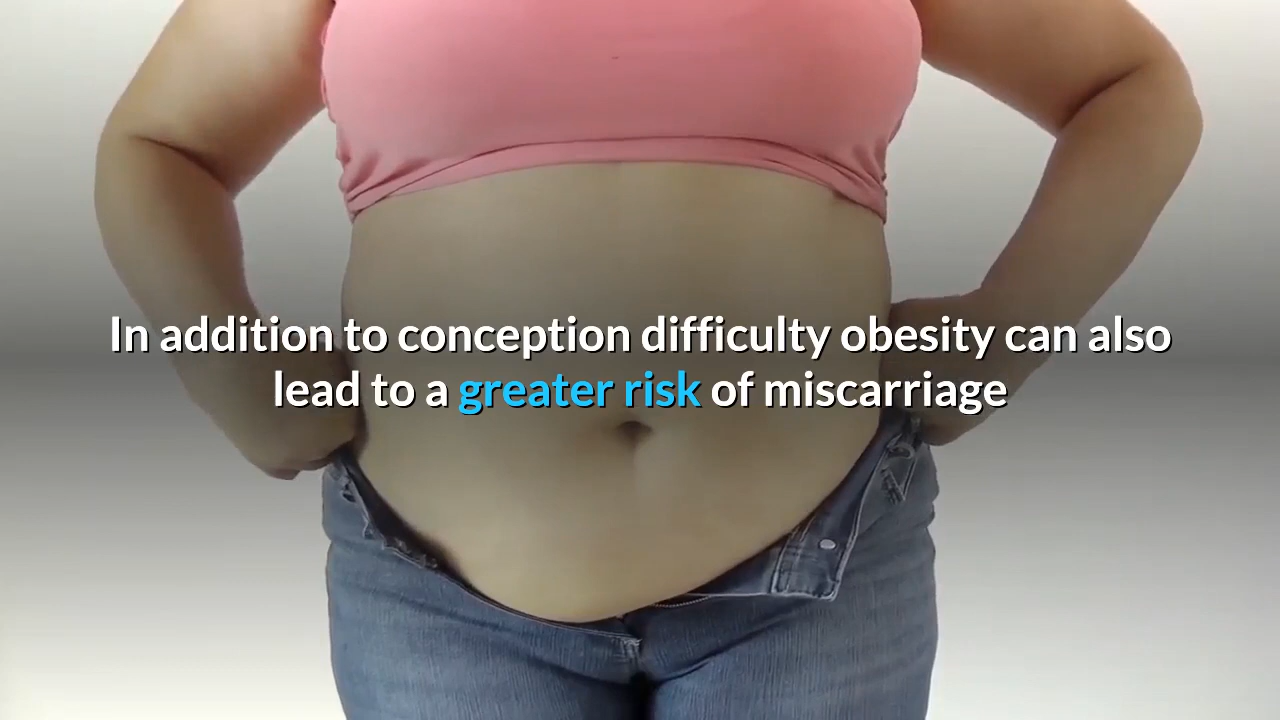 In addition to conception difficulty obesity can also
lead to a greater risk of miscarriage